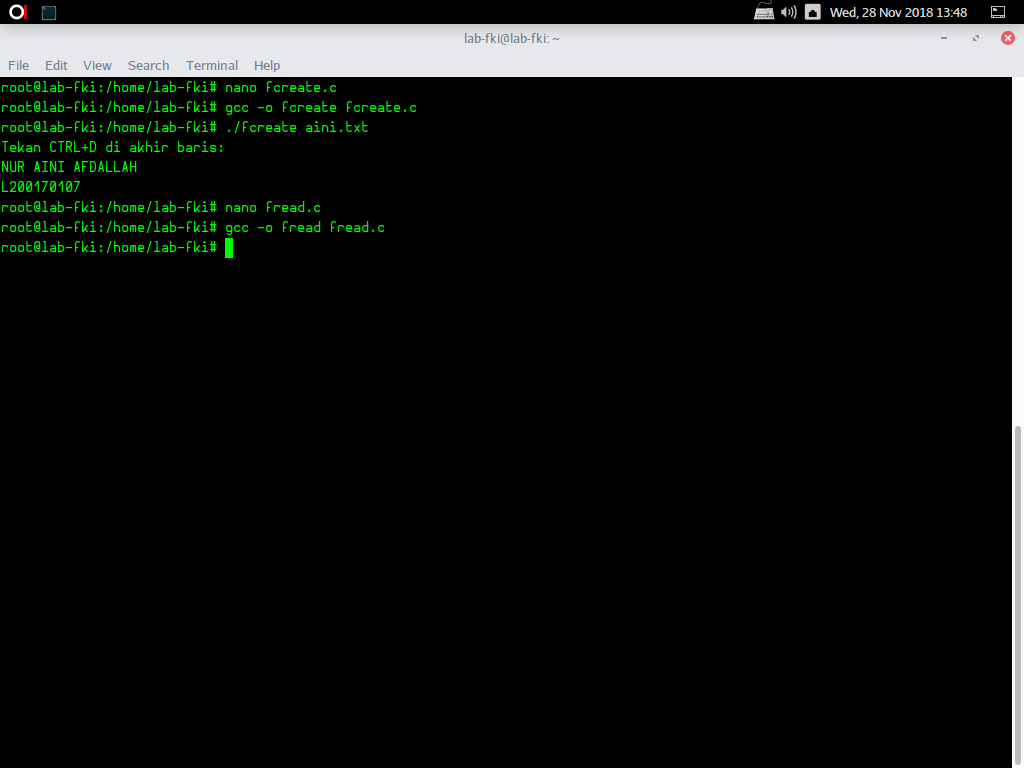 Wed, 28 Nov 2018 13:48
lab-fki@lab-fki: ~
File Edit View Search Terminal Help
root@lab-fki:/home/lab-fki# nano fcreate.c
root@lab-fki:/home/lab-fki# gcc -o fcreate fcreate.c
root@lab-fki:/home/lab-fki# ./fcreate aini.txt
Tekan CTRL+D di akhir baris:
NUR AINI AFDALLAH
L200170107
root@lab-fki:/home/lab-fki# nano fread.c
root@lab-fki:/home/lab-fki# gcc -o fread fread.c
root@lab-fki:/home/lab-fki#